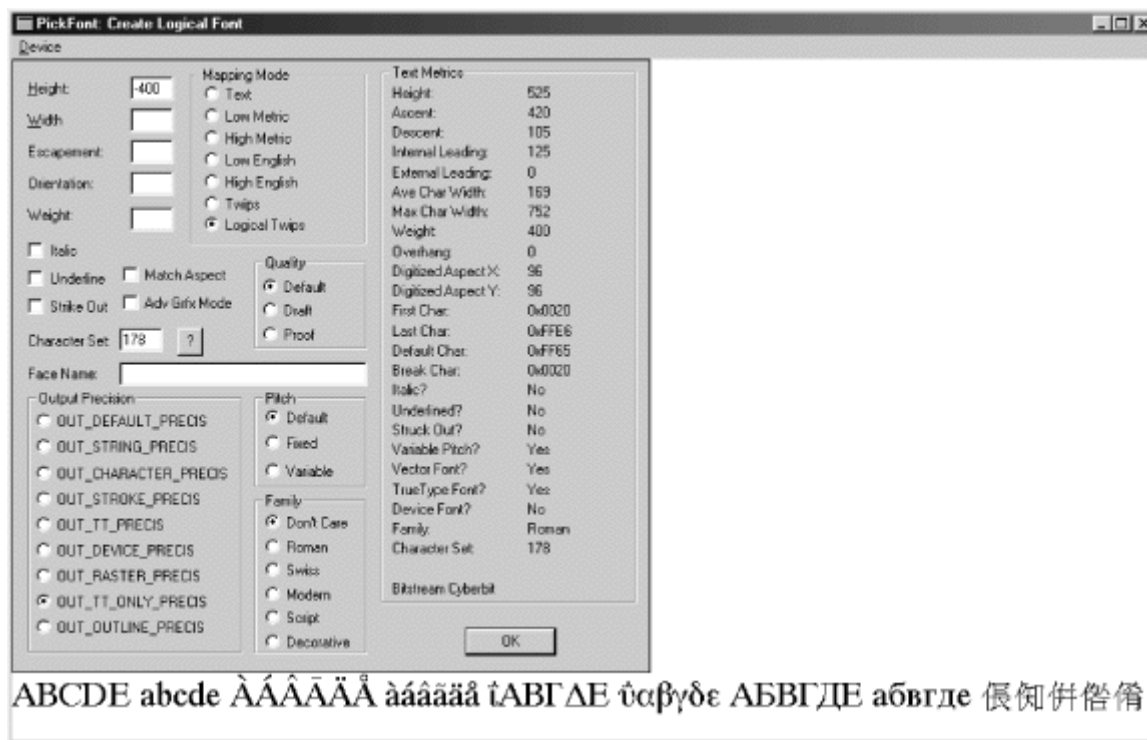 PickFont: Create Logical Font
Device
Height: -400
Width
Escapement:
Orientation:
Weight:
Italic
Underline
Match Aspect
Strike Out
Adv Grfx Mode
Character Set: 178 ?
Face Name:
Mapping Mode
Text
Low Metric
High Metric
Low English
High English
Twips
Logical Twips
Quality
Default
Draft
Proof
Output Precision
OUT_DEFAULT_PRECIS
OUT_STRING_PRECIS
OUT_CHARACTER_PRECIS
OUT_STROKE_PRECIS
OUT_TT_PRECIS
OUT_DEVICE_PRECIS
OUT_RASTER_PRECIS
OUT_TT_ONLY_PRECIS
OUT_OUTLINE_PRECIS
Pitch
Default
Fixed
Variable
Family
Don't Care
Roman
Swiss
Modern
Script
Decorative
Text Metrics
Height: 525
Ascent: 420
Descent: 105
Internal Leading: 125
External Leading: 0
Ave Char Width: 169
Max Char Width: 752
Weight: 400
Overhang: 0
Digitized Aspect X: 96
Digitized Aspect Y: 96
First Char: 0x0020
Last Char: 0xFFE6
Default Char: 0xFF65
Break Char: 0x0020
Italic? No
Underlined? No
Struck Out? No
Variable Pitch? Yes
Vector Font? Yes
TrueType Font? Yes
Device Font? No
Family: Roman
Character Set: 178
Bitstream Cyberbit
OK
ABCDE abcde ÀÁÂÃÄÅ àáâãäå ΐΑΒΓΔΕ ΰαβγδε АБВГДЕ абвгде